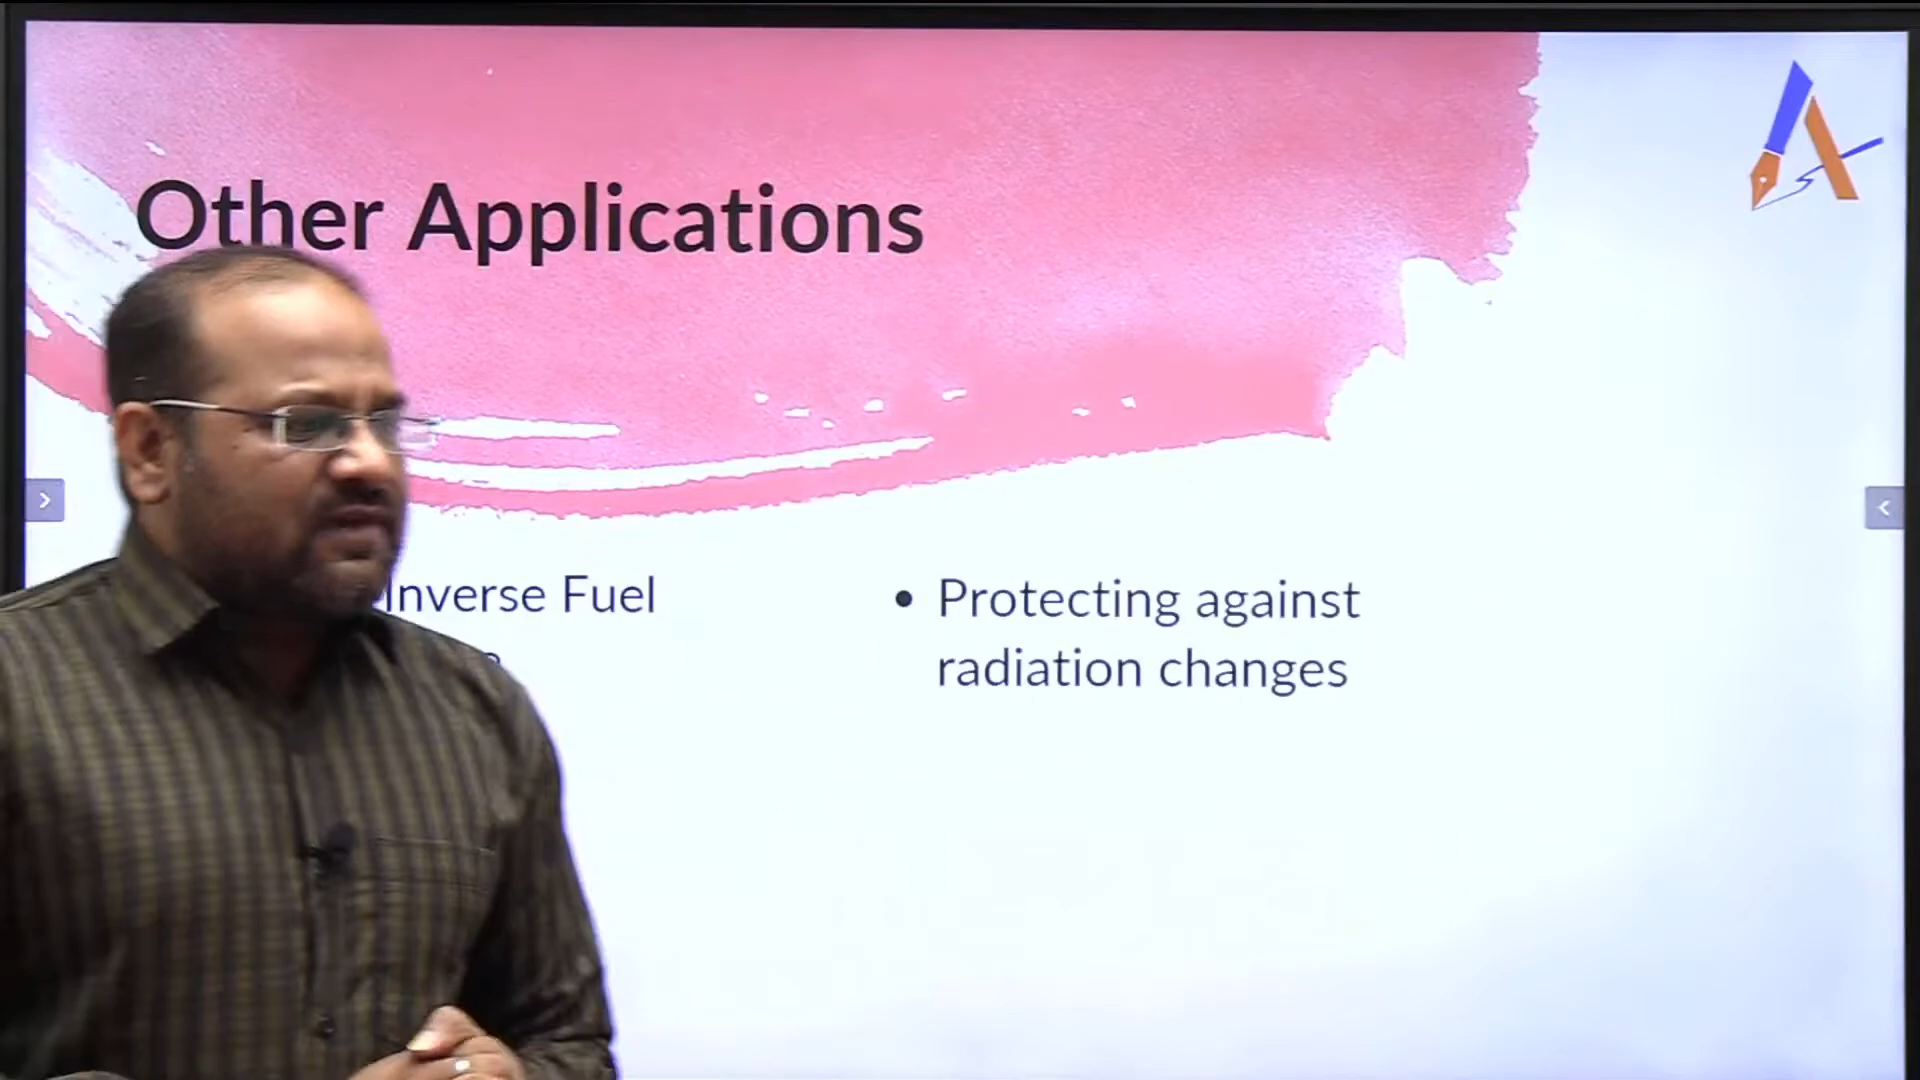 Other Applications
Inverse Fuel
• Protecting against
radiation changes